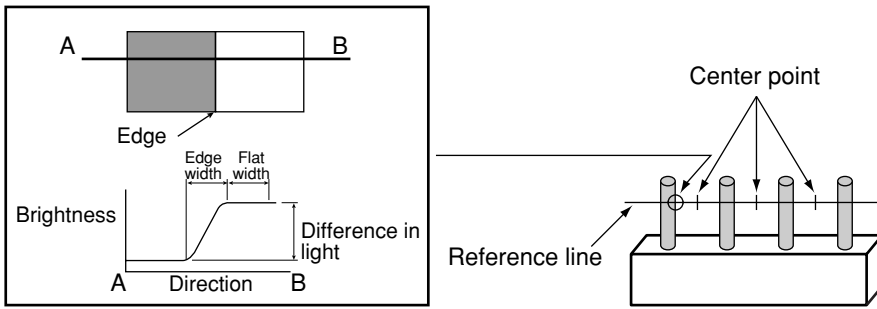 A
B
Edge
Edge
width
Flat
width
Brightness
Difference in
light
A
Direction
B
Center point
Reference line